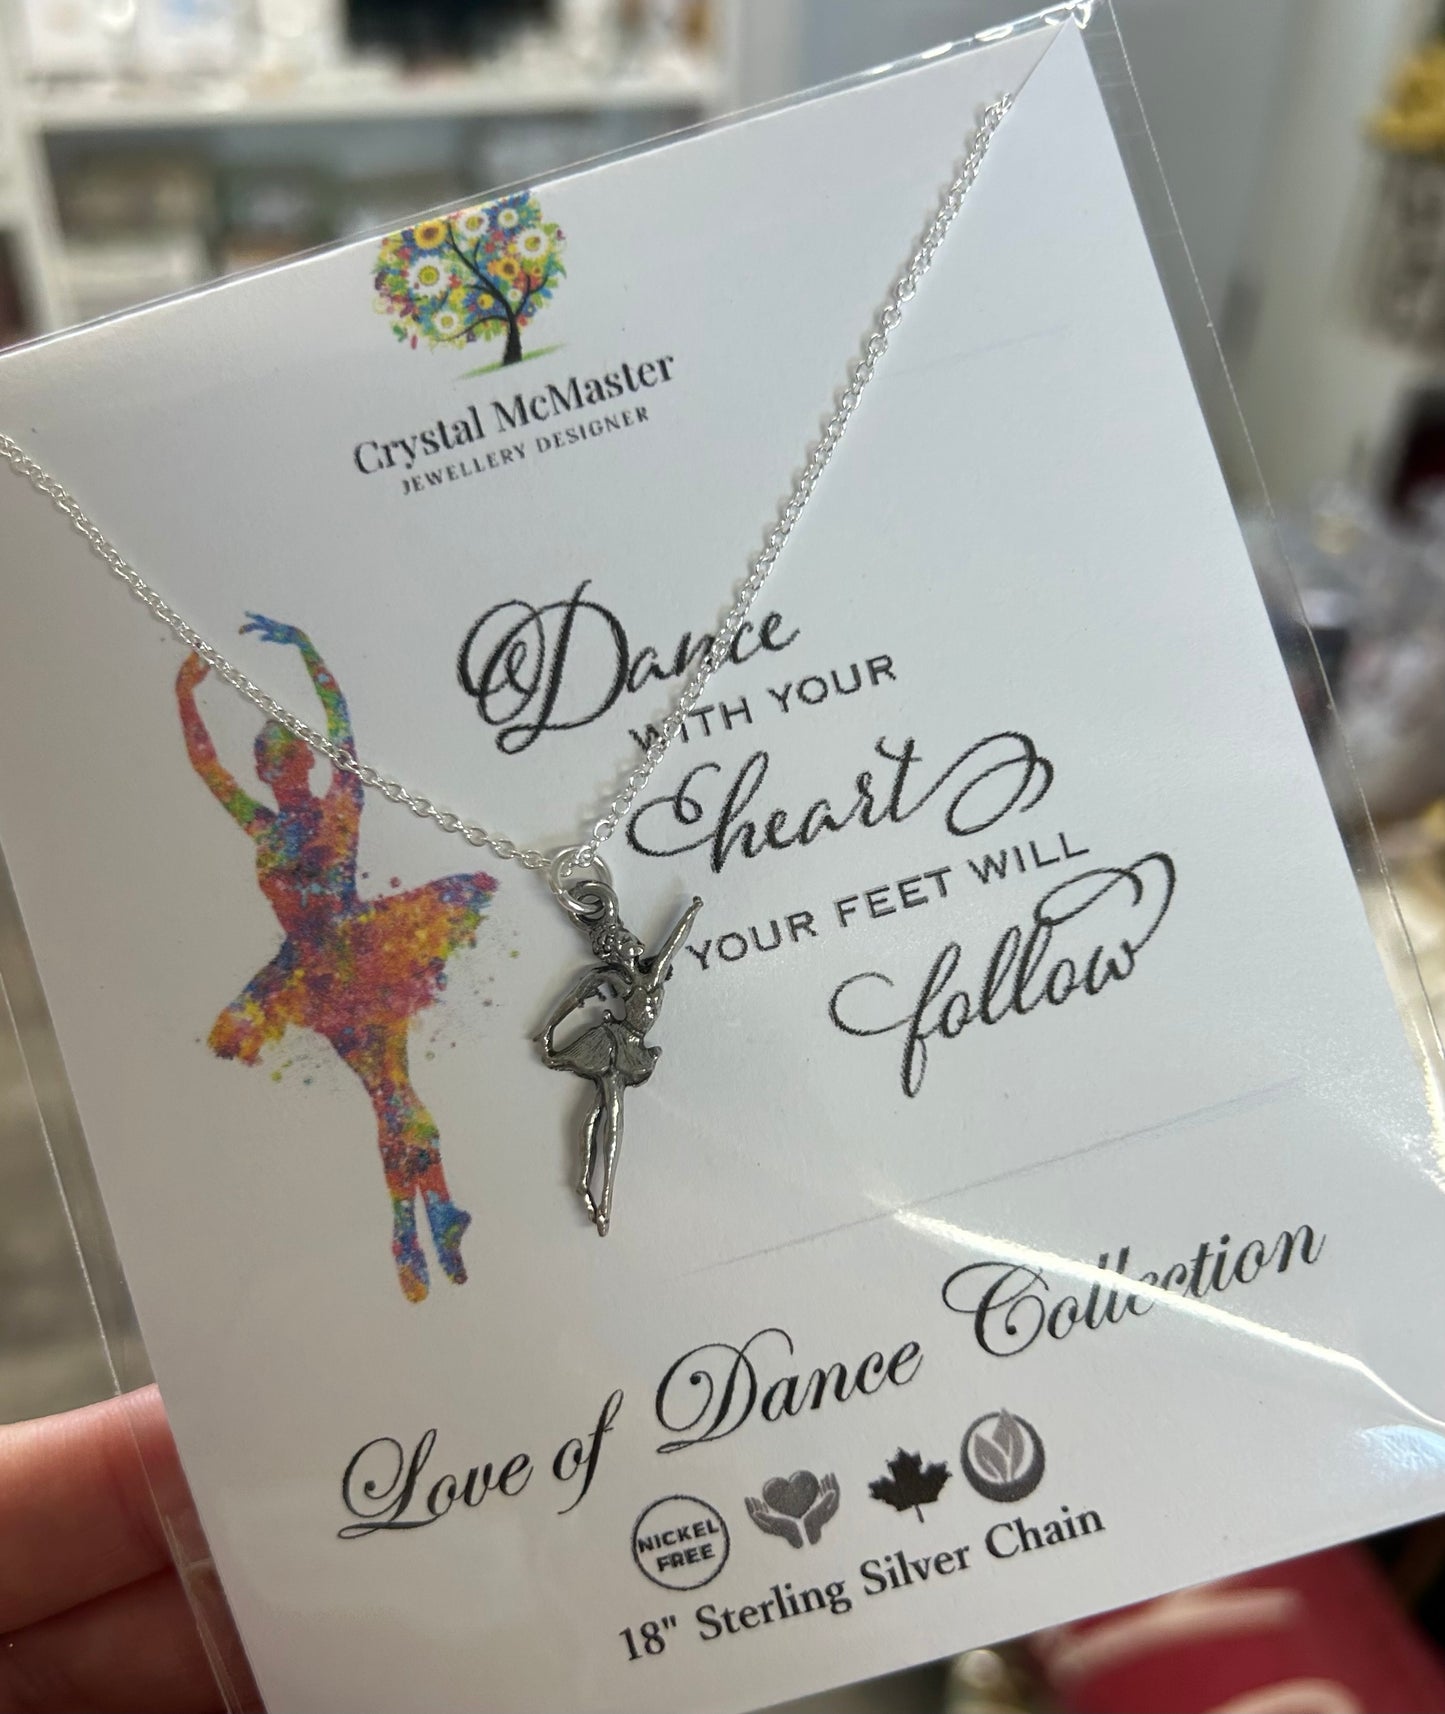 Crystal McMaster
JEWELLERY DESIGNER
Dance
WITH YOUR
heart
YOUR FEET WILL
follow
Love of Dance Collection
NICKEL
FREE
18" Sterling Silver Chain